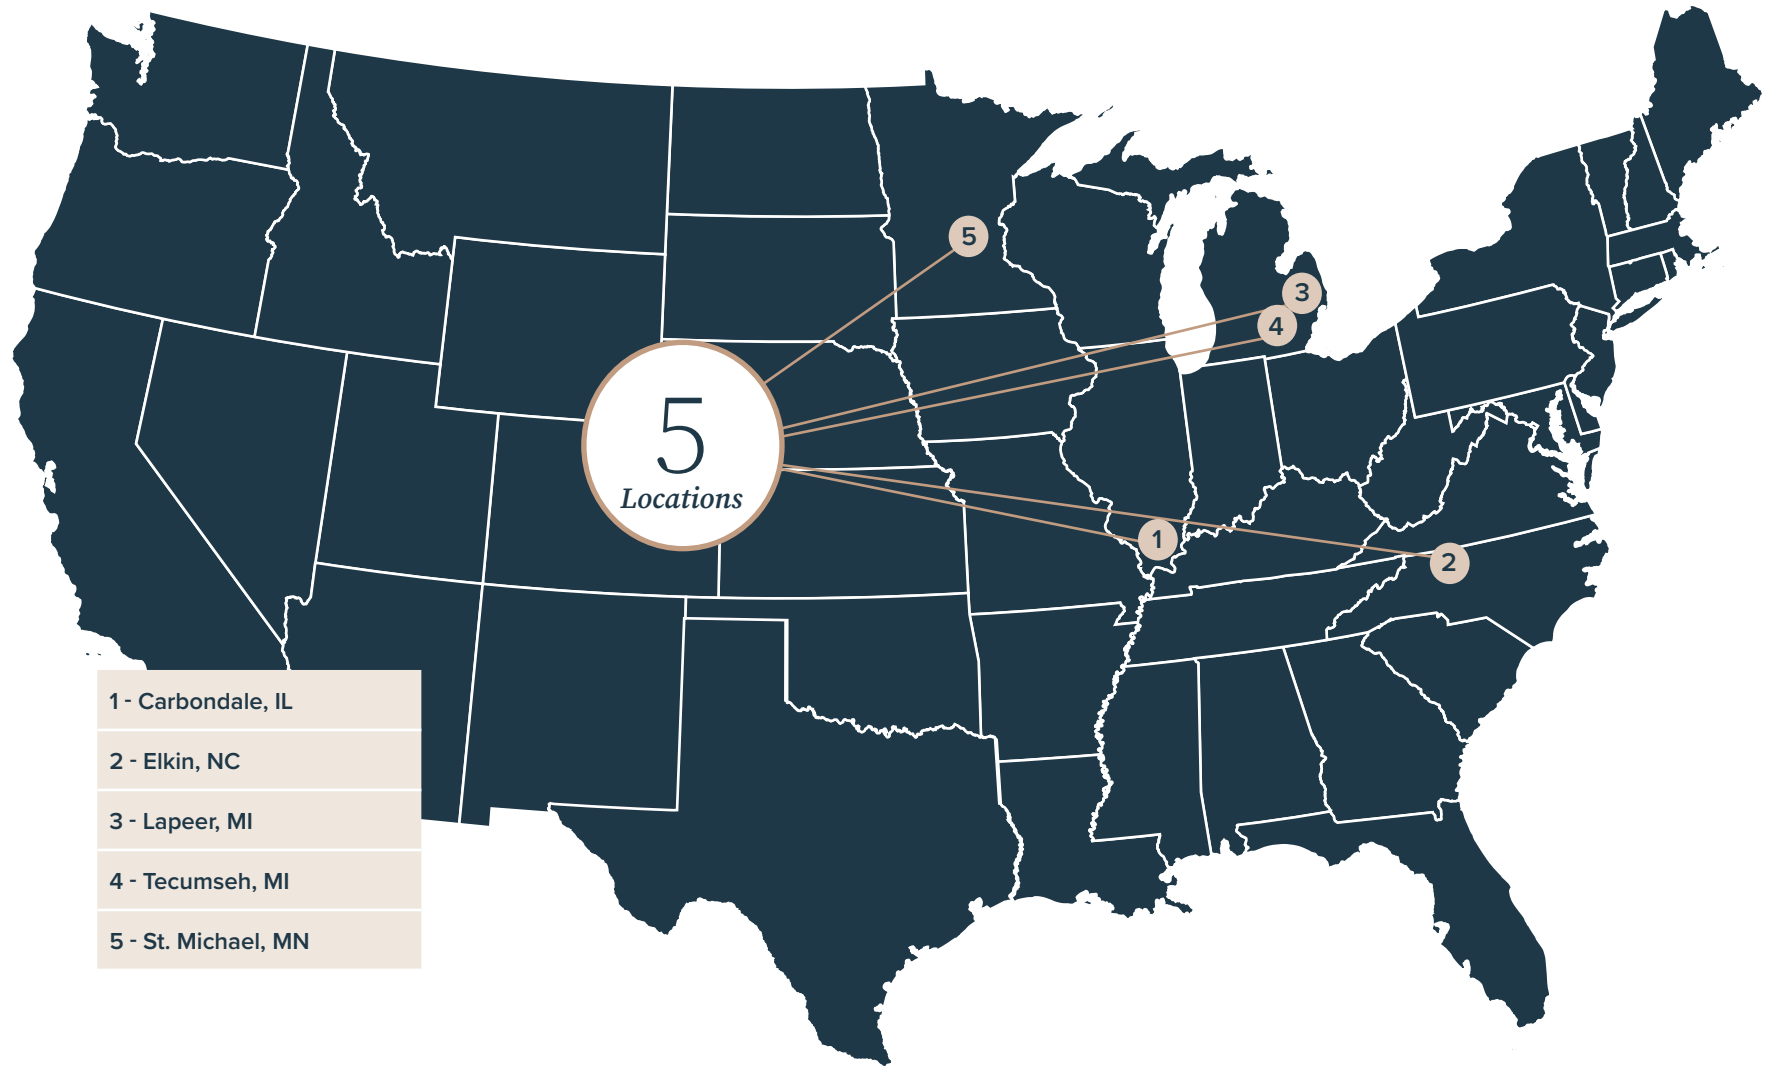 5
3
4
5
Locations
1
2
1 - Carbondale, IL
2 - Elkin, NC
3 - Lapeer, MI
4 - Tecumseh, MI
5 - St. Michael, MN